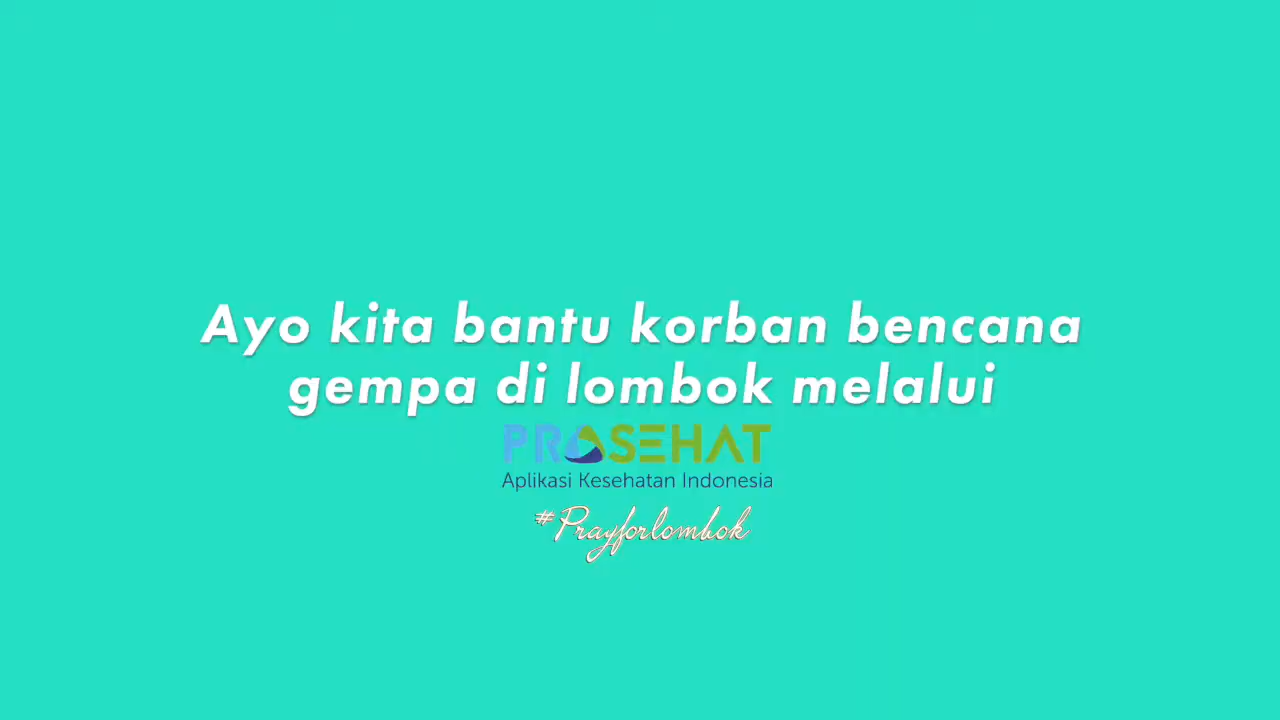 Ayo kita bantu korban bencana
gempa di lombok melalui
PROSEHAT
Aplikasi Kesehatan Indonesia
#Prayforlombok